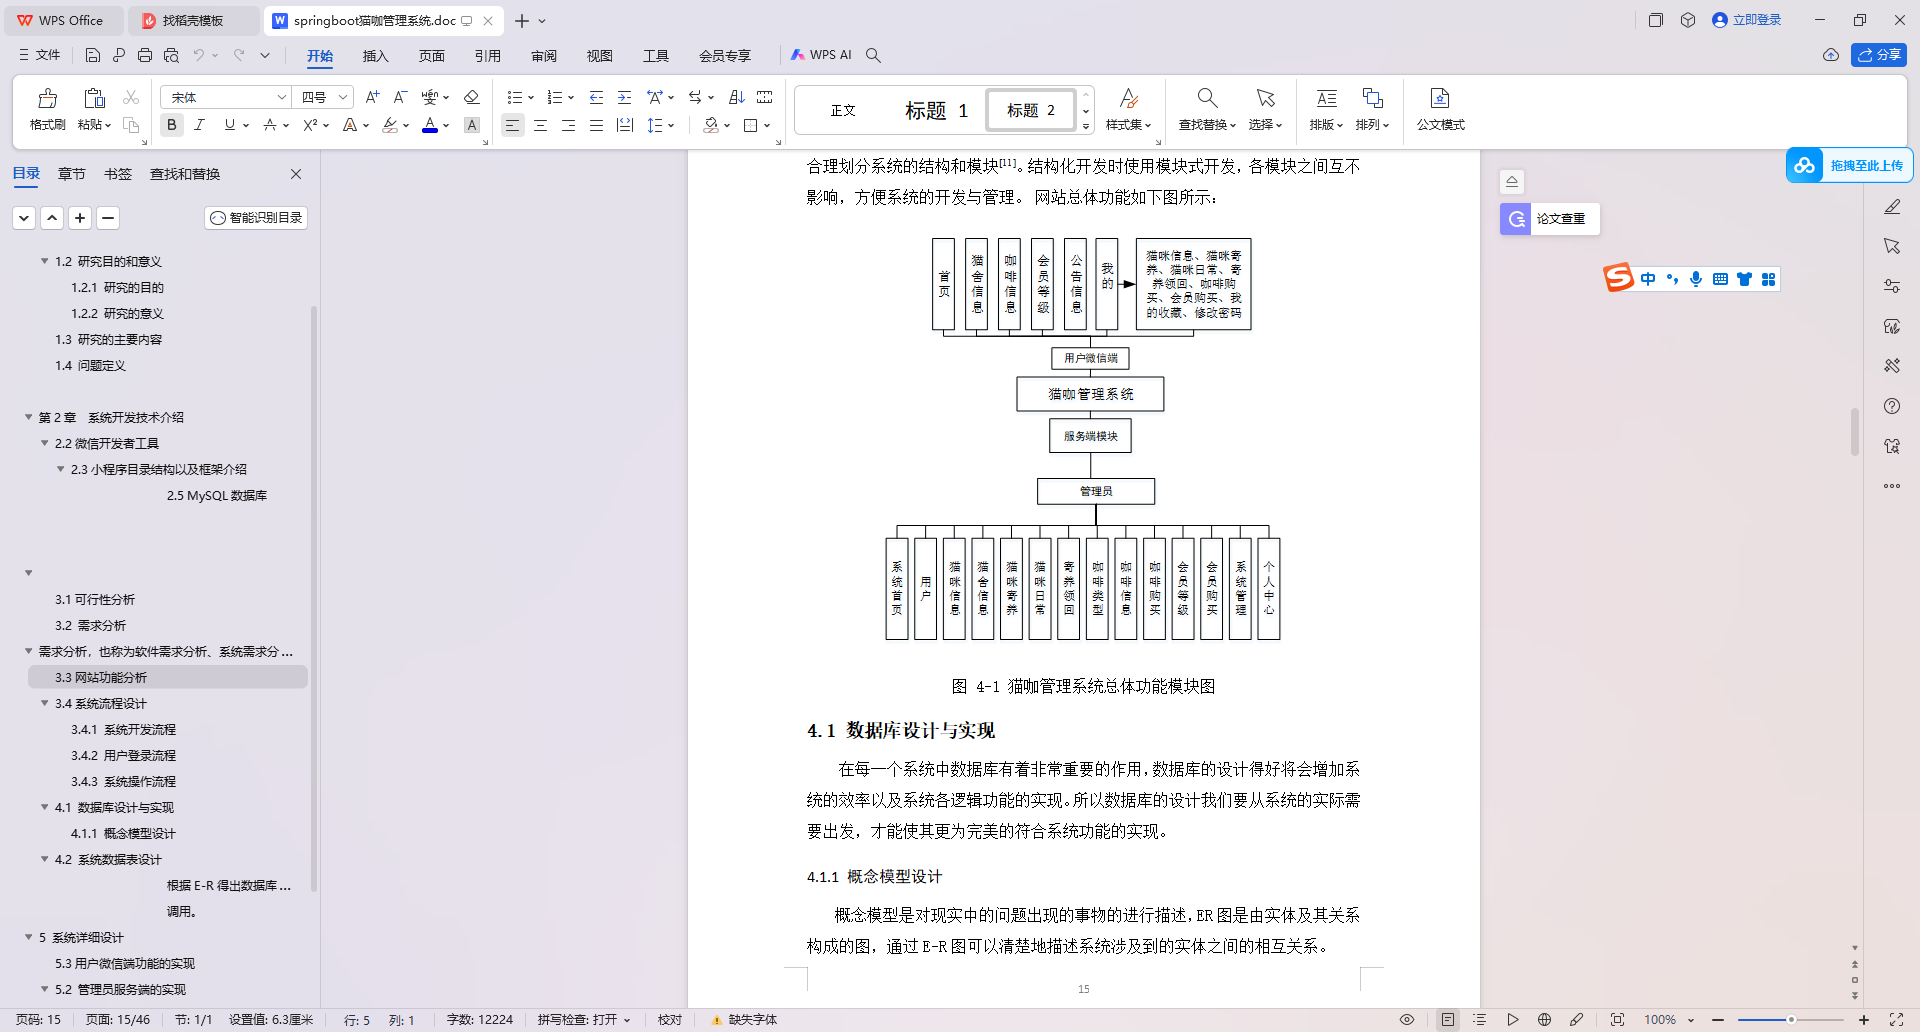 WPS Office
找稻壳模板
springboot猫咖管理系统.doc
立即登录
文件
开始
插入
页面
引用
审阅
视图
工具
会员专享
WPS AI
分享
格式刷
粘贴
宋体
四号
正文
标题 1
标题 2
样式集
查找替换
选择
排版
排列
公文模式
目录
章节
书签
查找和替换
智能识别目录
1.2 研究目的和意义
1.2.1 研究的目的
1.2.2 研究的意义
1.3 研究的主要内容
1.4 问题定义
第 2 章 系统开发技术介绍
2.2 微信开发者工具
2.3 小程序目录结构以及框架介绍
2.5 MySQL 数据库
3.1 可行性分析
3.2 需求分析
需求分析，也称为软件需求分析、系统需求分 ...
3.3 网站功能分析
3.4 系统流程设计
3.4.1 系统开发流程
3.4.2 用户登录流程
3.4.3 系统操作流程
4.1 数据库设计与实现
4.1.1 概念模型设计
4.2 系统数据表设计
根据 E-R 得出数据库 ...
调用。
5 系统详细设计
5.3 用户微信端功能的实现
5.2 管理员服务端的实现
合理划分系统的结构和模块[11]。结构化开发时使用模块式开发，各模块之间互不
影响，方便系统的开发与管理。 网站总体功能如下图所示：
首页
猫舍信息
咖啡信息
会员等级
公告信息
我的
猫咪信息、猫咪寄
养、猫咪日常、寄
养领回、咖啡购
买、会员购买、我
的收藏、修改密码
用户微信端
猫咖管理系统
服务端模块
管理员
系统首页
用户
猫咪信息
猫舍信息
猫咪寄养
猫咪日常
寄养领回
咖啡类型
咖啡信息
咖啡购买
会员等级
会员购买
系统管理
个人中心
图 4-1 猫咖管理系统总体功能模块图
4.1 数据库设计与实现
在每一个系统中数据库有着非常重要的作用，数据库的设计得好将会增加系
统的效率以及系统各逻辑功能的实现。所以数据库的设计我们要从系统的实际需
要出发，才能使其更为完美的符合系统功能的实现。
4.1.1 概念模型设计
概念模型是对现实中的问题出现的事物的进行描述，ER 图是由实体及其关系
构成的图，通过 E-R 图可以清楚地描述系统涉及到的实体之间的相互关系。
15
拖拽至此上传
论文查重
中
页码: 15
页面: 15/46
节: 1/1
设置值: 6.3厘米
行: 5
列: 1
字数: 12224
拼写检查: 打开
校对
缺失字体
100%